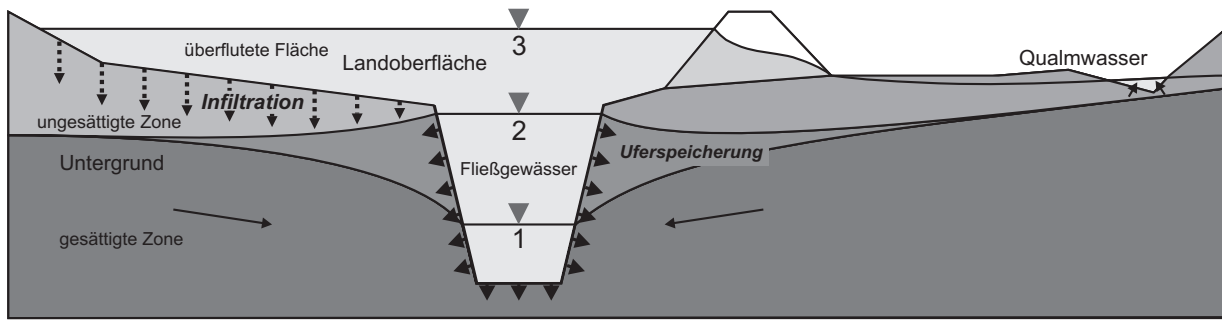 überflutete Fläche
3
Landoberfläche
Qualmwasser
Infiltration
ungesättigte Zone
2
Untergrund
Fließgewässer
Uferspeicherung
gesättigte Zone
1